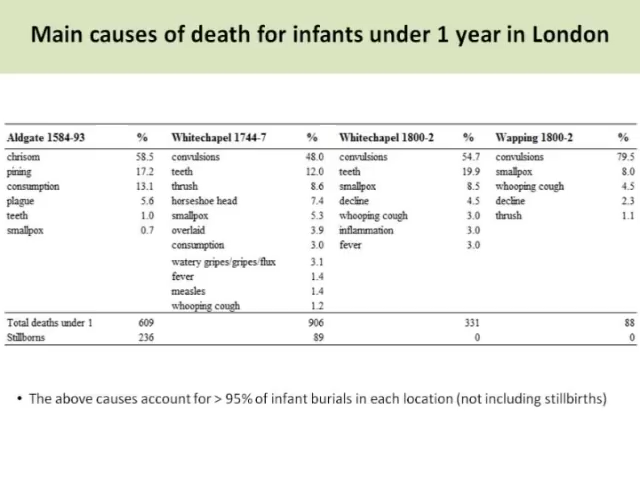 Main causes of death for infants under 1 year in London
Aldgate 1584-93 % Whitechapel 1744-7 % Whitechapel 1800-2 % Wapping 1800-2 %
chrisom 58.5 convulsions 48.0 convulsions 54.7 convulsions 79.5
pining 17.2 teeth 12.0 teeth 19.9 smallpox 8.0
consumption 13.1 thrush 8.6 smallpox 8.5 whooping cough 4.5
plague 5.6 horseshoe head 7.4 decline 4.5 decline 2.3
teeth 1.0 smallpox 5.3 whooping cough 3.0 thrush 1.1
smallpox 0.7 overlaid 3.9 inflammation 3.0
consumption 3.0 fever 3.0
watery gripes/gripes/flux 3.1
fever 1.4
measles 1.4
whooping cough 1.2
Total deaths under 1 609 906 331 88
Stillborns 236 89 0 0
• The above causes account for > 95% of infant burials in each location (not including stillbirths)